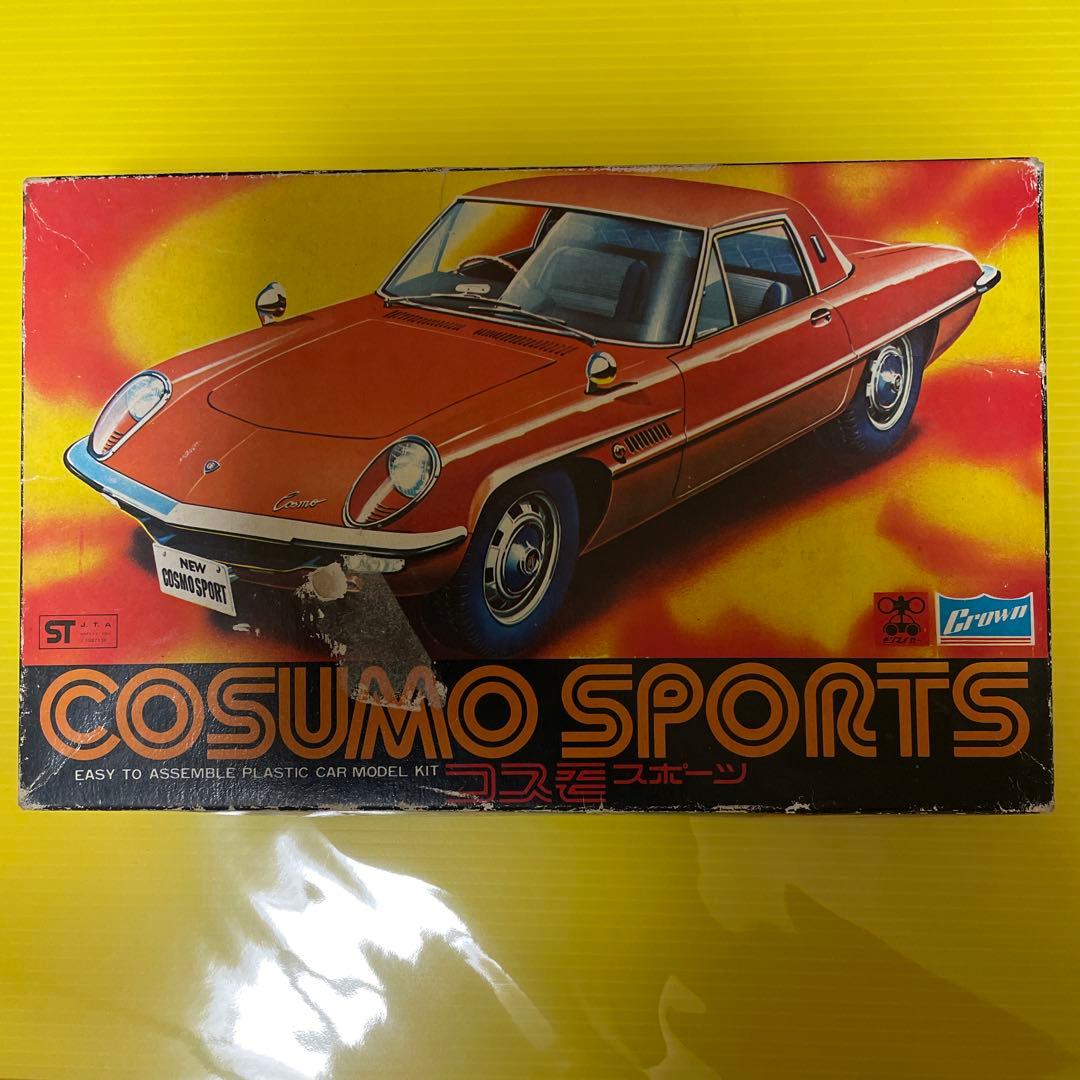 Cosmo
NEW
COSMO SPORT
ST
J.T.A
Crown
COSUMO SPORTS
EASY TO ASSEMBLE PLASTIC CAR MODEL KIT
コスモ スポーツ